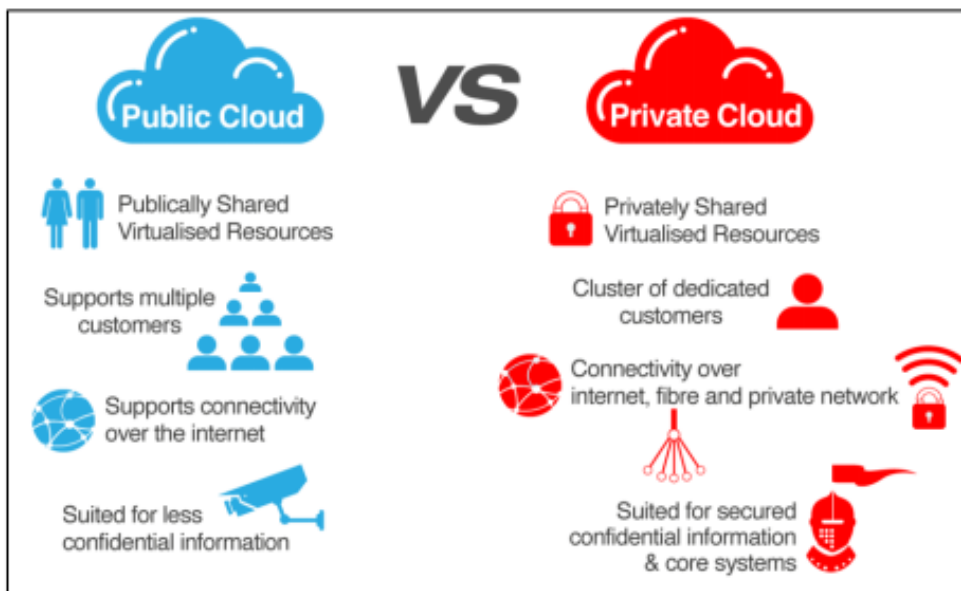 Public Cloud
VS
Private Cloud
Publically Shared
Virtualised Resources
Supports multiple
customers
Supports connectivity
over the internet
Suited for less
confidential information
Privately Shared
Virtualised Resources
Cluster of dedicated
customers
Connectivity over
internet, fibre and private network
Suited for secured
confidential information
& core systems